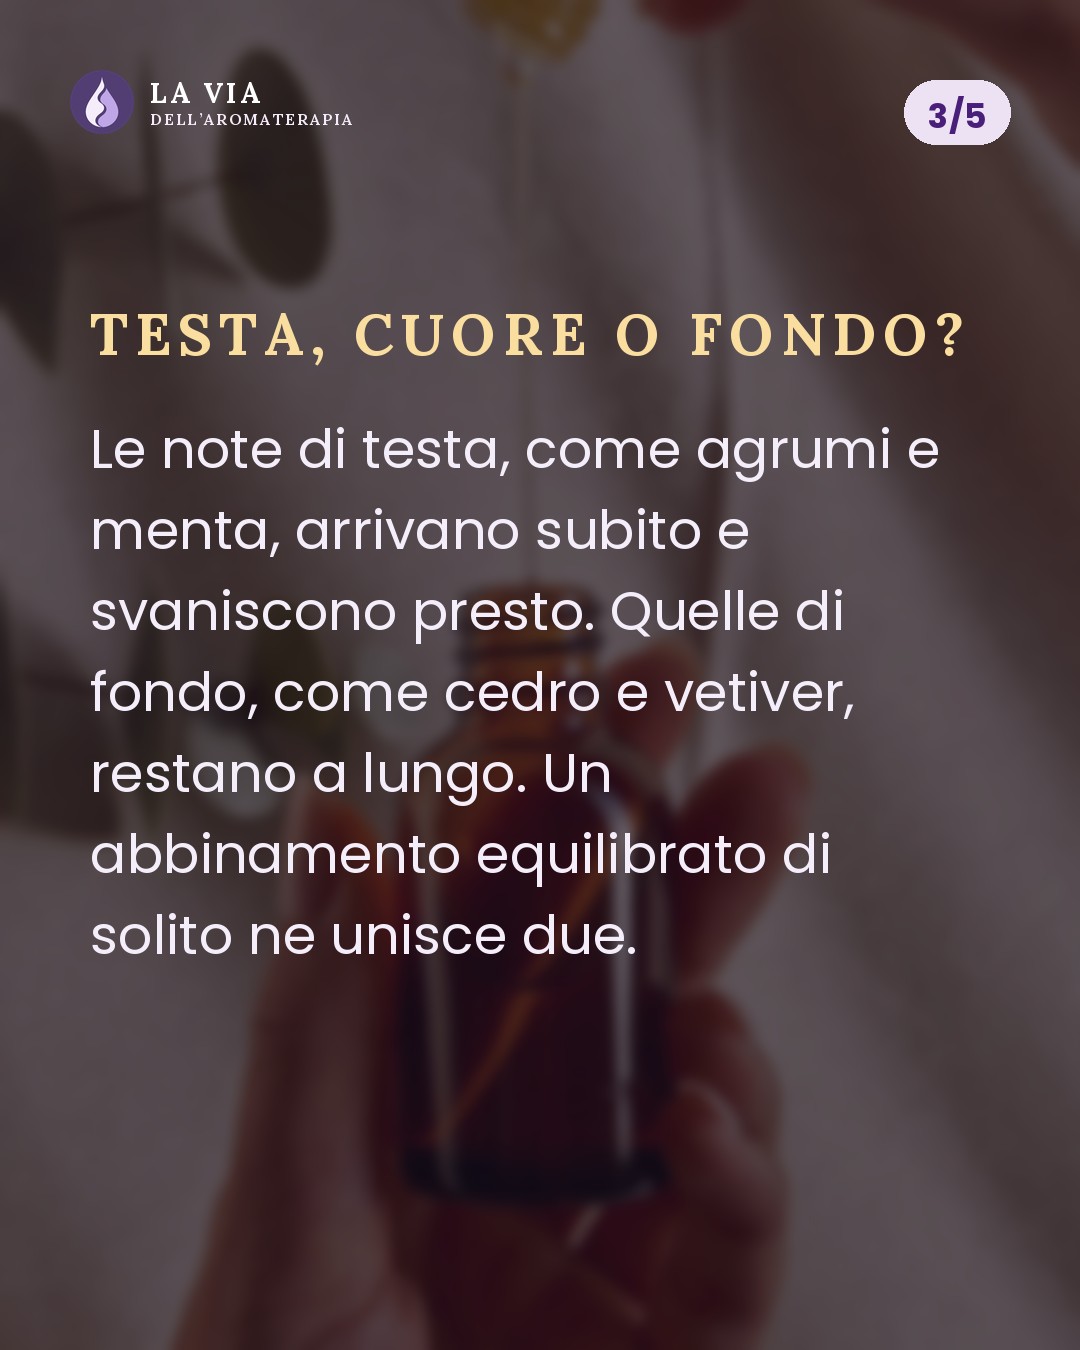 LA VIA
DELL'AROMATERAPIA
3/5
TESTA, CUORE O FONDO?
Le note di testa, come agrumi e
menta, arrivano subito e
svaniscono presto. Quelle di
fondo, come cedro e vetiver,
restano a lungo. Un
abbinamento equilibrato di
solito ne unisce due.